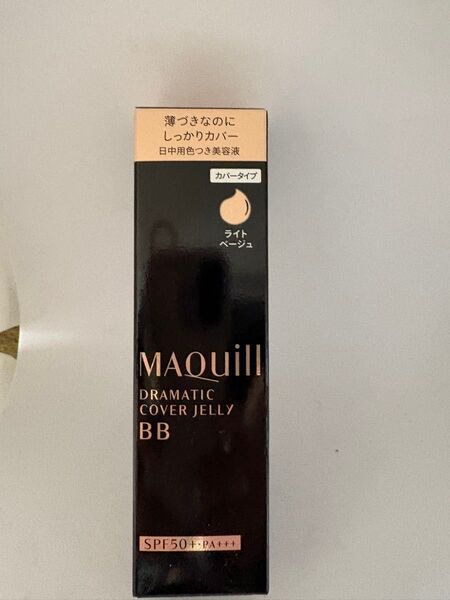 薄づきなのに
しっかりカバー
日中用色つき美容液
カバータイプ
ライト
ベージュ
MAQuill
DRAMATIC
COVER JELLY
BB
SPF50+・PA+++